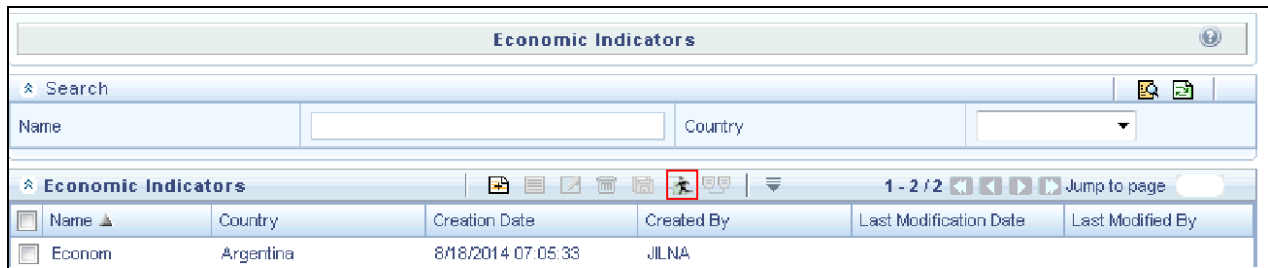 Economic Indicators
Search
Name Country
Economic Indicators 1 - 2 / 2 Jump to page
Name Country Creation Date Created By Last Modification Date Last Modified By
Econom Argentina 8/18/2014 07:05:33 JILNA